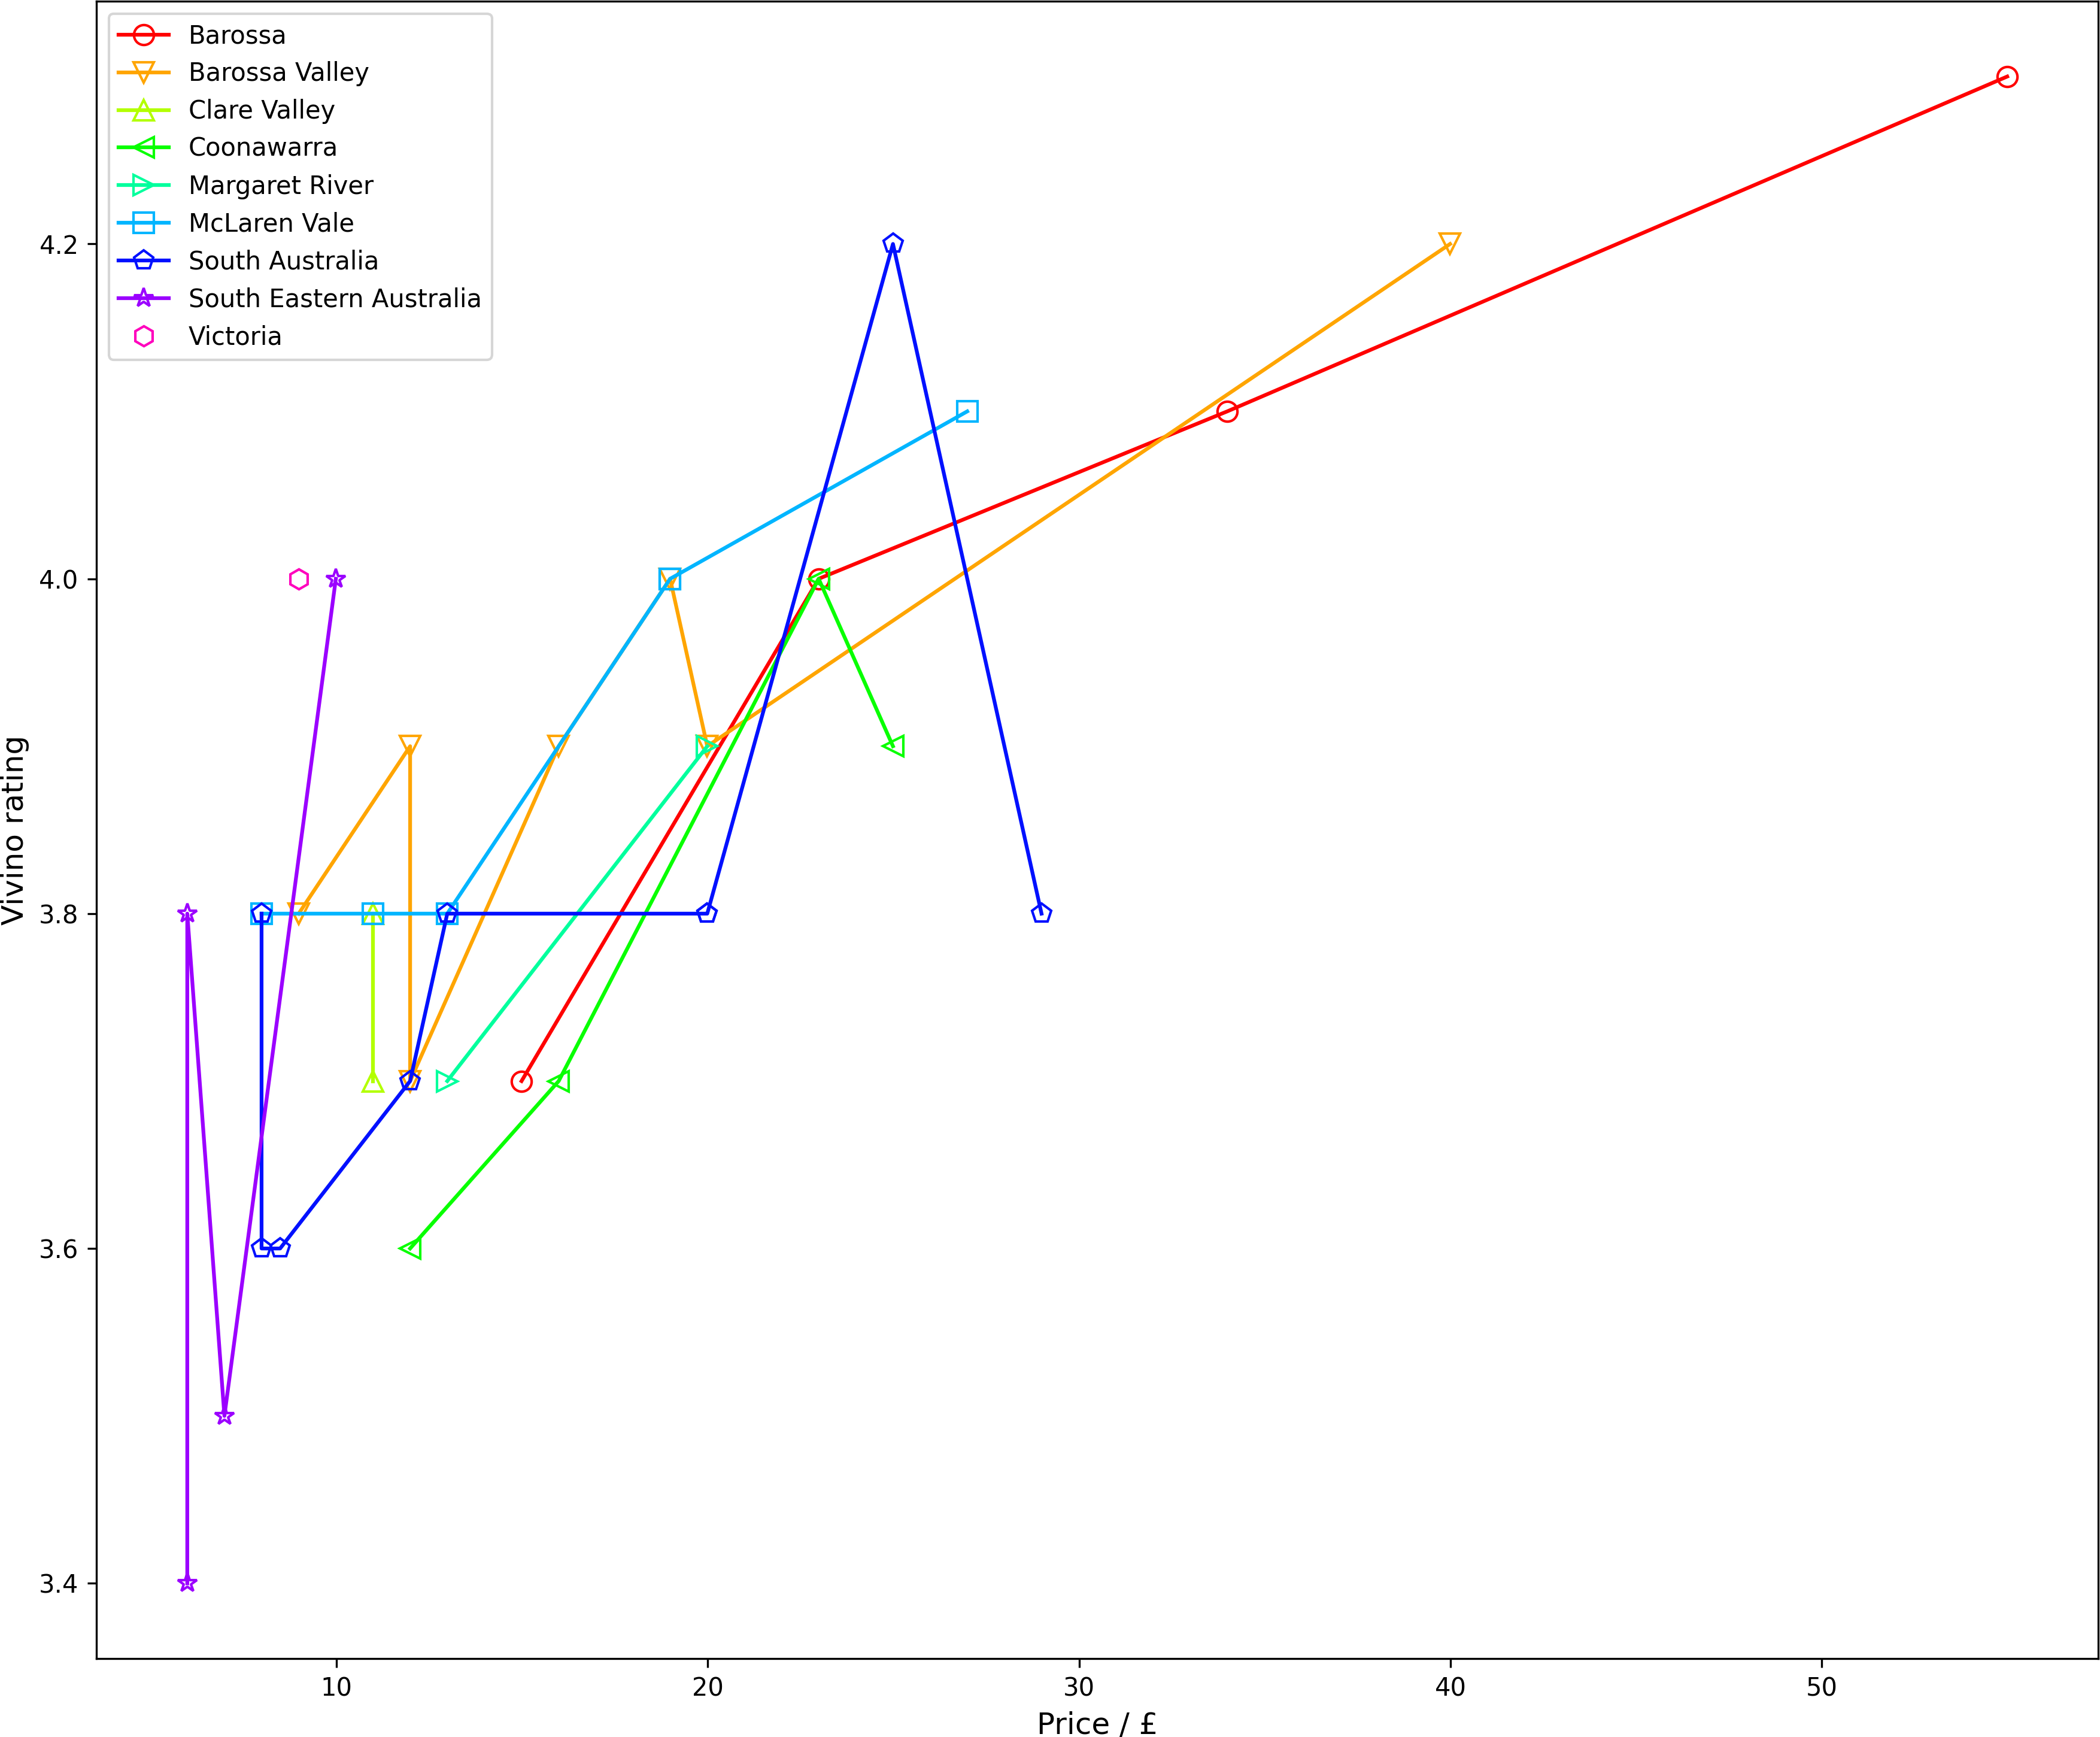 Barossa
Barossa Valley
Clare Valley
Coonawarra
Margaret River
McLaren Vale
South Australia
South Eastern Australia
Victoria
4.2
4.0
3.8
3.6
3.4
Vivino rating
10 20 30 40 50
Price / £